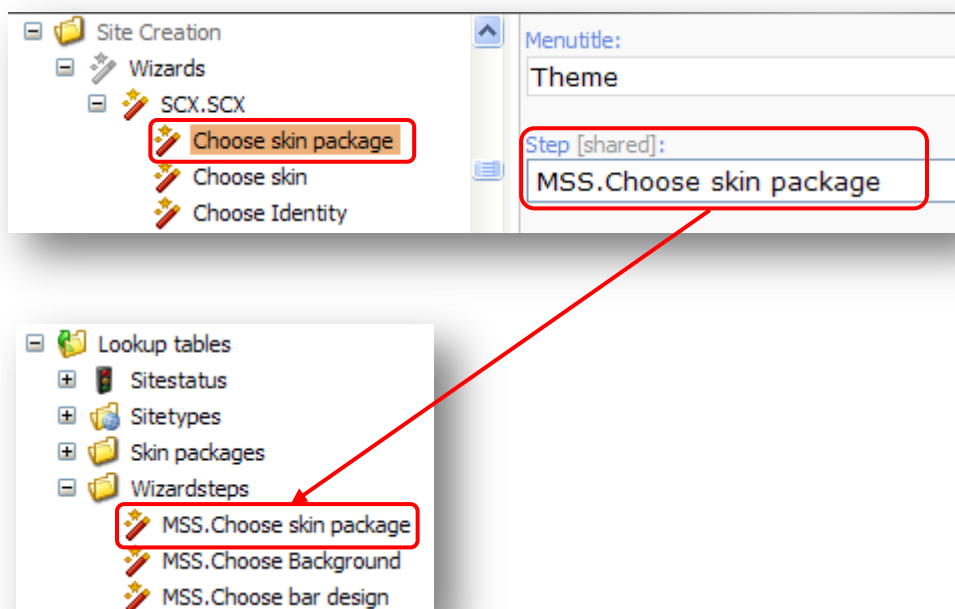 Site Creation
Wizards
SCX.SCX
Choose skin package
Choose skin
Choose Identity
Menutitle:
Theme
Step [shared]:
MSS.Choose skin package
Lookup tables
Sitestatus
Sitetypes
Skin packages
Wizardsteps
MSS.Choose skin package
MSS.Choose Background
MSS.Choose bar design